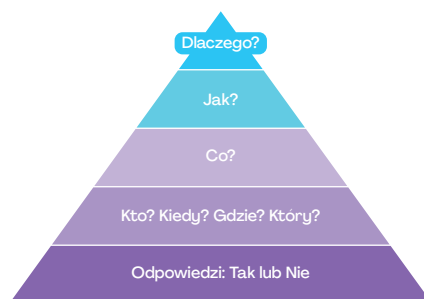 Dlaczego?
Jak?
Co?
Kto? Kiedy? Gdzie? Który?
Odpowiedzi: Tak lub Nie